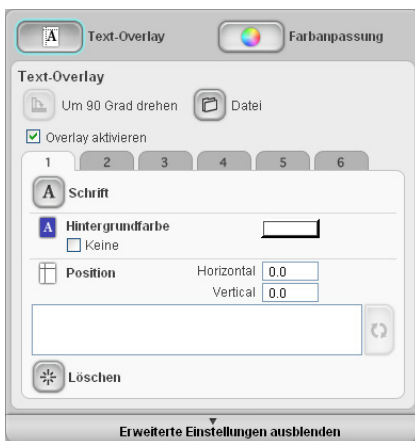 Text-Overlay Farbanpassung
Text-Overlay
Um 90 Grad drehen Datei
Overlay aktivieren
1 2 3 4 5 6
A Schrift
A Hintergrundfarbe
Keine
Position Horizontal 0.0
Vertical 0.0
Löschen
Erweiterte Einstellungen ausblenden